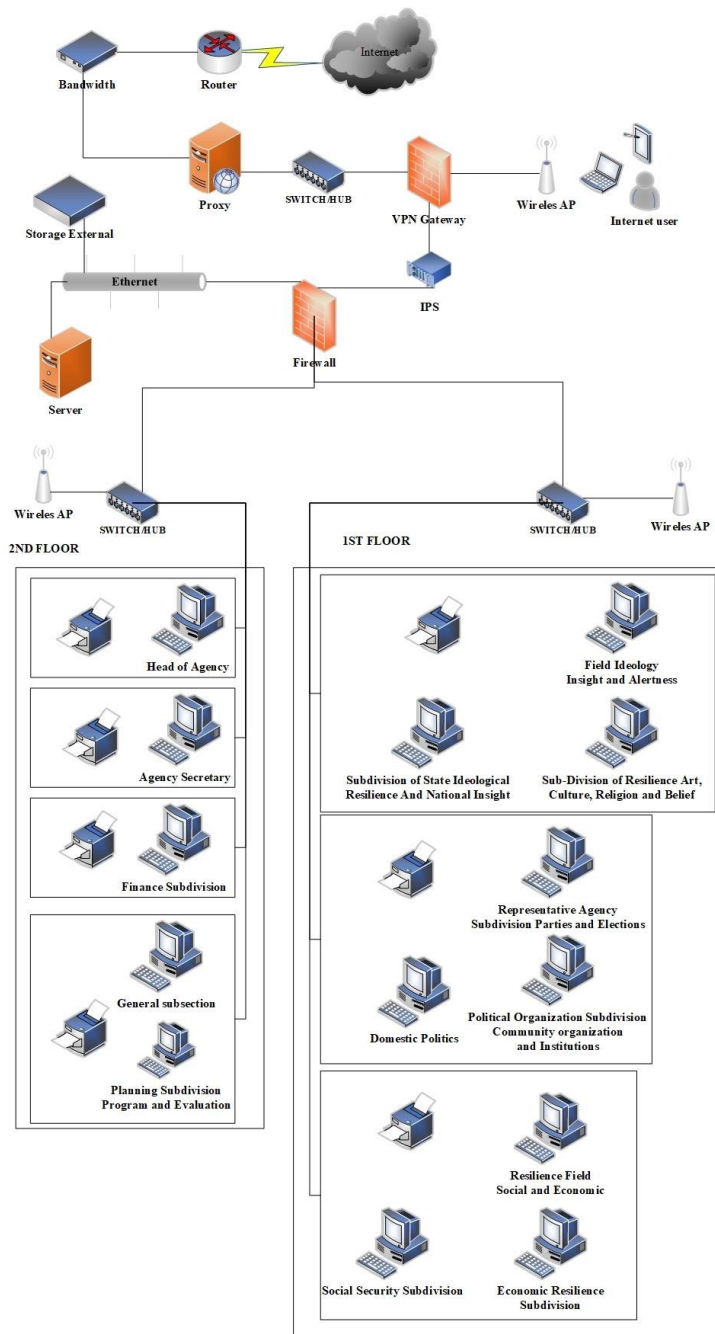 Internet
Bandwidth
Router
Proxy
SWITCH/HUB
VPN Gateway
Wireles AP
Internet user
Storage External
Ethernet
IPS
Firewall
Server
Wireles AP
SWITCH/HUB
SWITCH/HUB
Wireles AP
2ND FLOOR
Head of Agency
Agency Secretary
Finance Subdivision
General subsection
Planning Subdivision
Program and Evaluation
1ST FLOOR
Field Ideology
Insight and Alertness
Subdivision of State Ideological
Resilience And National Insight
Sub-Division of Resilience Art,
Culture, Religion and Belief
Representative Agency
Subdivision Parties and Elections
Domestic Politics
Political Organization Subdivision
Community organization
and Institutions
Resilience Field
Social and Economic
Social Security Subdivision
Economic Resilience
Subdivision